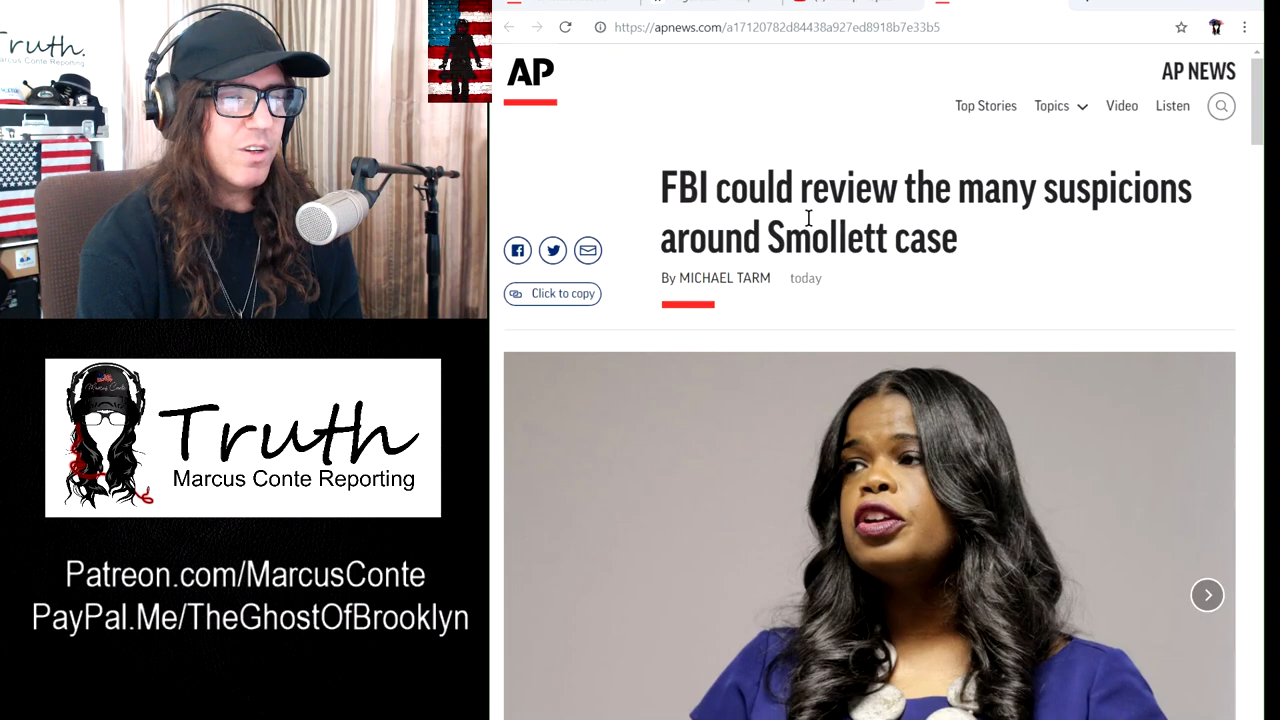 Truth.
Marcus Conte Reporting
https://apnews.com/a17120782d84438a927ed8918b7e33b5
AP
AP NEWS
Top Stories Topics Video Listen
FBI could review the many suspicions
around Smollett case
By MICHAEL TARM today
Click to copy
Marcus Conte
Truth
Marcus Conte Reporting
Patreon.com/MarcusConte
PayPal.Me/TheGhostOfBrooklyn